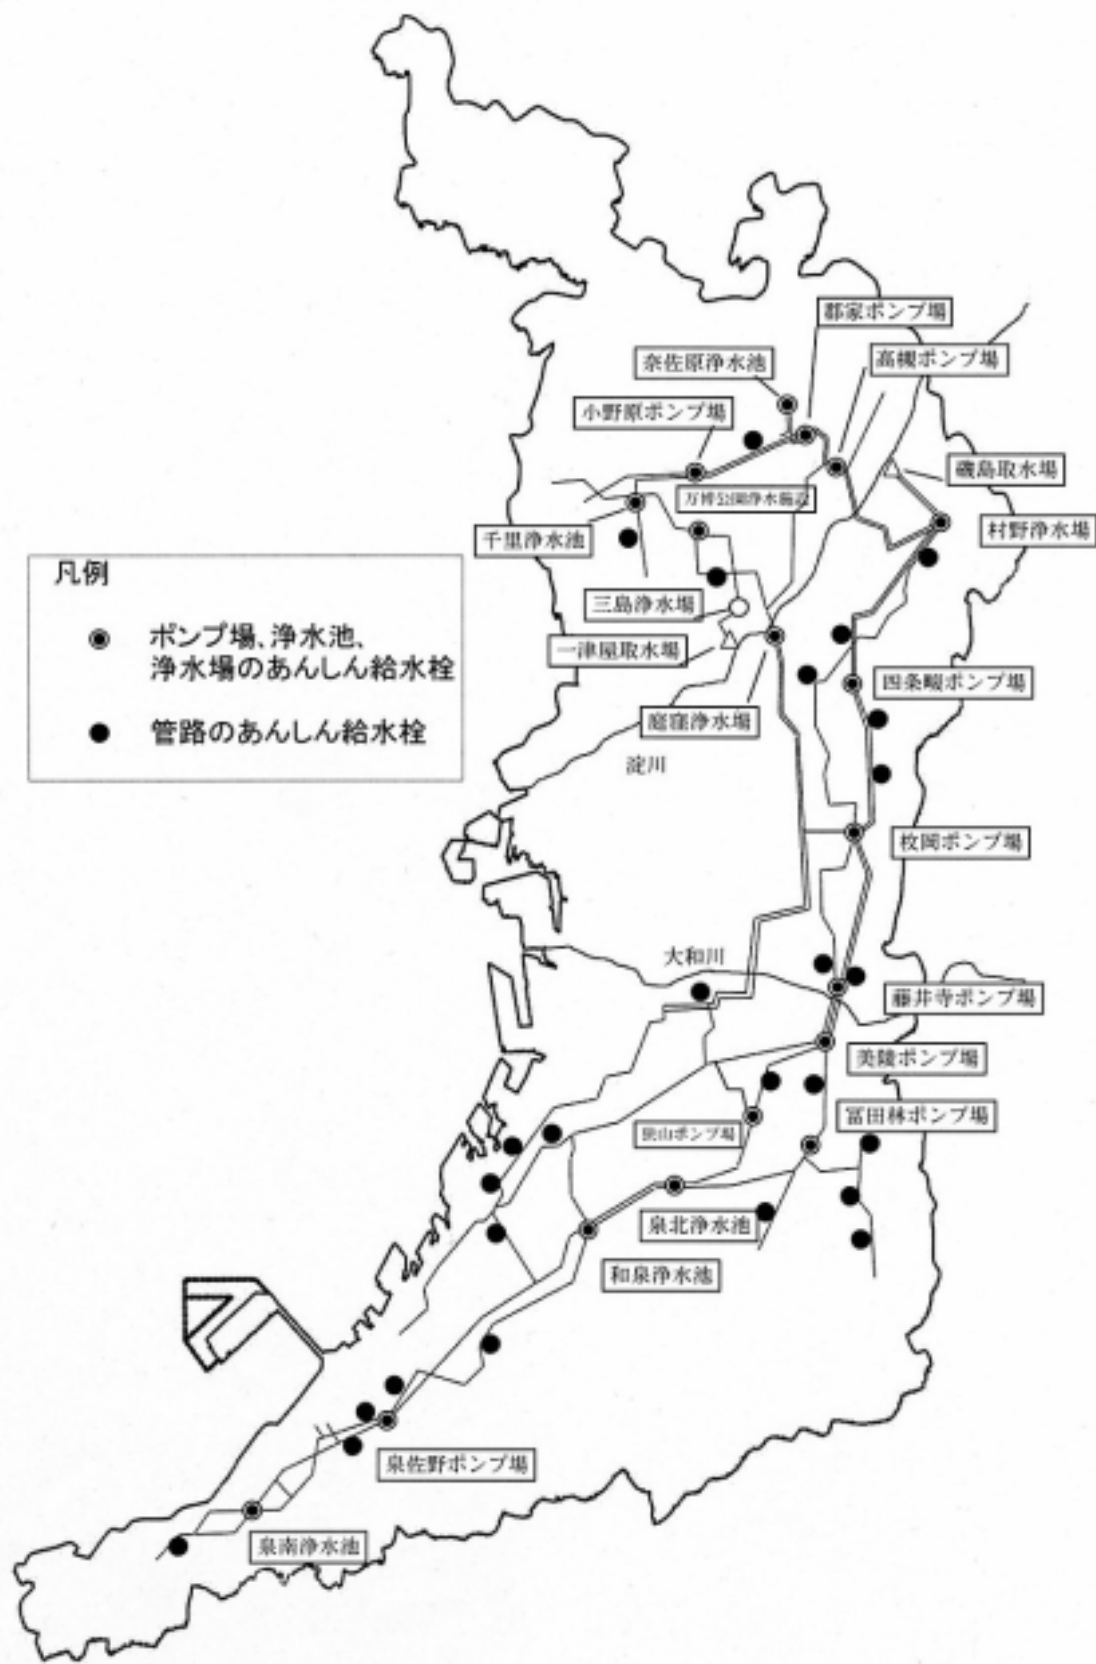 郡家ポンプ場
奈佐原浄水池
高槻ポンプ場
小野原ポンプ場
磯島取水場
万博公園浄水施設
村野浄水場
千里浄水池
凡例
ポンプ場、浄水池、
浄水場のあんしん給水栓
管路のあんしん給水栓
三島浄水場
一津屋取水場
四条畷ポンプ場
庭窪浄水場
淀川
枚岡ポンプ場
大和川
藤井寺ポンプ場
美陵ポンプ場
狭山ポンプ場
富田林ポンプ場
泉北浄水池
和泉浄水池
泉佐野ポンプ場
泉南浄水池